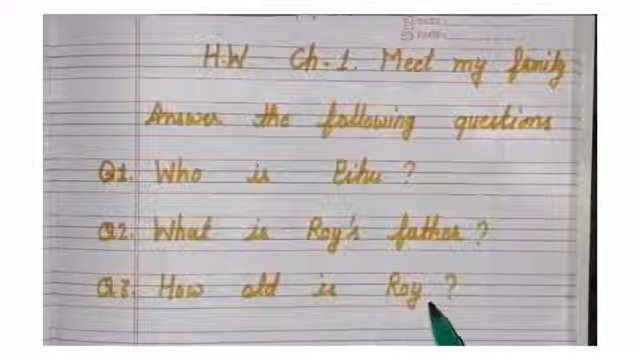 H.W Ch-1. Meet my family
Answer the following questions
Q1. Who is Bihu ?
Q2. What is Roy's father ?
Q3. How old is Roy ?